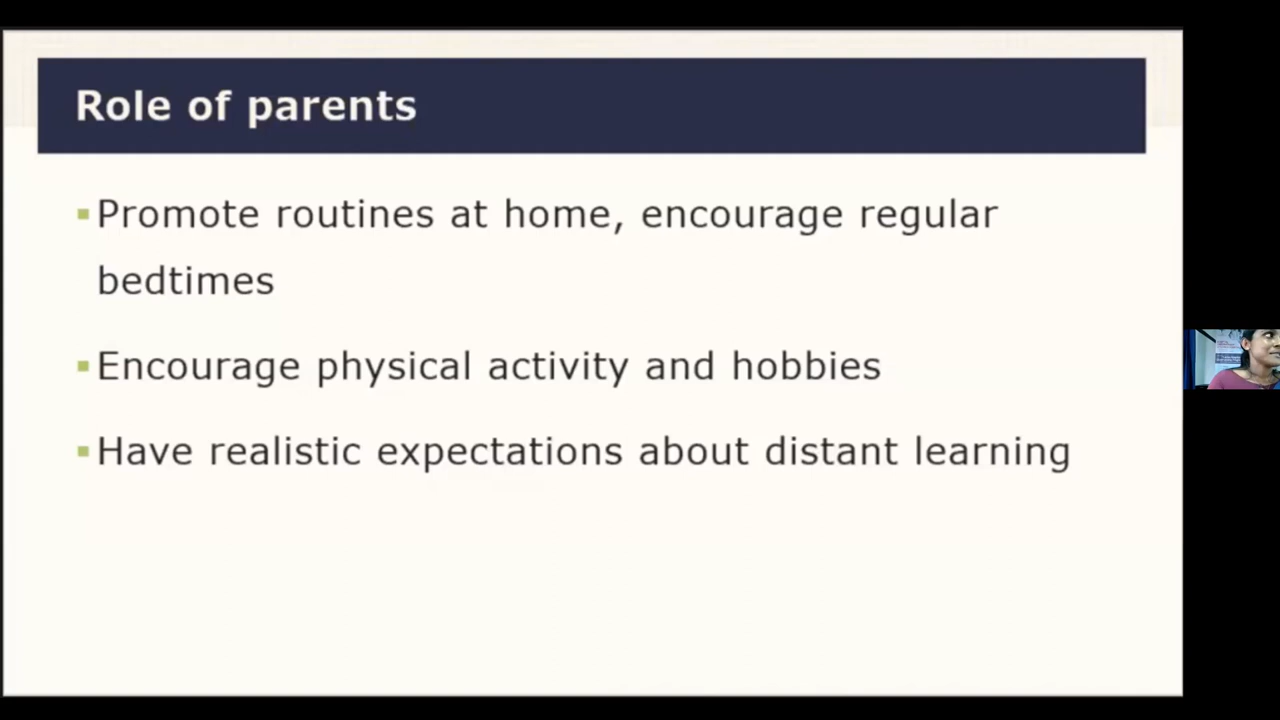 Role of parents
▪Promote routines at home, encourage regular
bedtimes
▪Encourage physical activity and hobbies
▪Have realistic expectations about distant learning